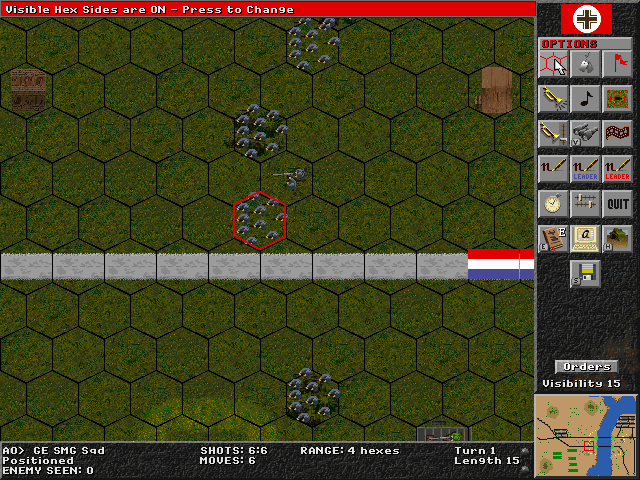 Visible Hex Sides are ON - Press to Change
OPTIONS
Y
n n LEADER n LEADER
QUIT
E E a H
S
Orders
Visibility 15
AO> GE SMG Sqd SHOTS: 6:6 RANGE: 4 hexes Turn 1
Positioned MOVES: 6 Length 15
ENEMY SEEN: 0